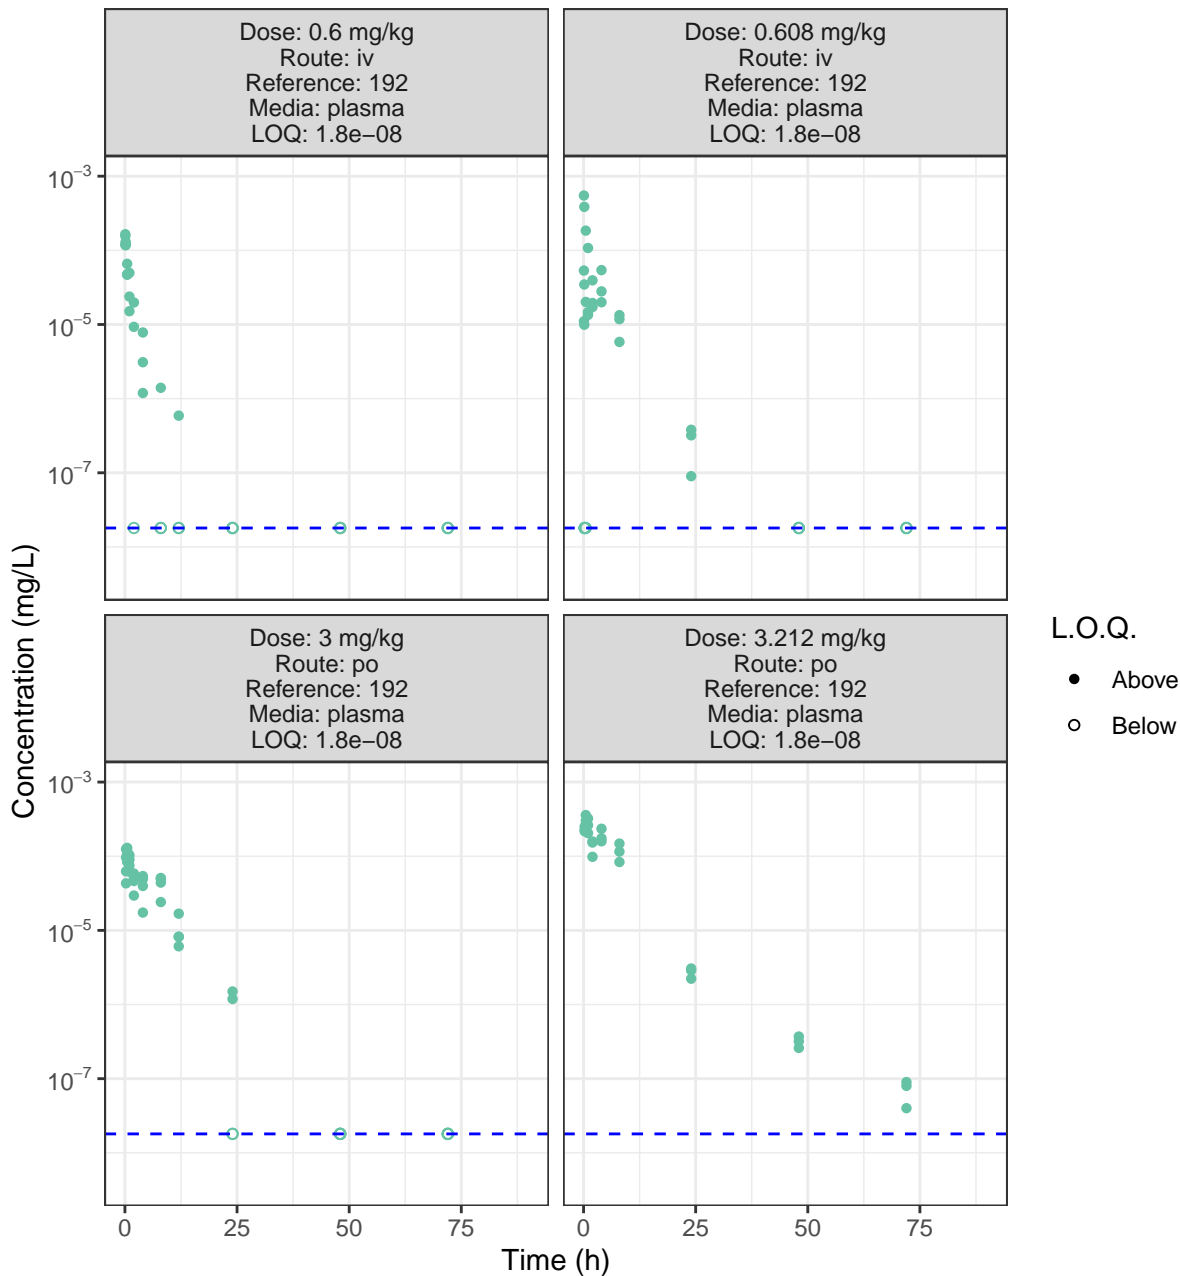 Dose: 0.6 mg/kg
Route: iv
Reference: 192
Media: plasma
LOQ: 1.8e−08
Dose: 0.608 mg/kg
Route: iv
Reference: 192
Media: plasma
LOQ: 1.8e−08
10⁻³
10⁻⁵
10⁻⁷
Dose: 3 mg/kg
Route: po
Reference: 192
Media: plasma
LOQ: 1.8e−08
Dose: 3.212 mg/kg
Route: po
Reference: 192
Media: plasma
LOQ: 1.8e−08
10⁻³
10⁻⁵
10⁻⁷
0 25 50 75
0 25 50 75
Time (h)
Concentration (mg/L)
L.O.Q.
Above
Below